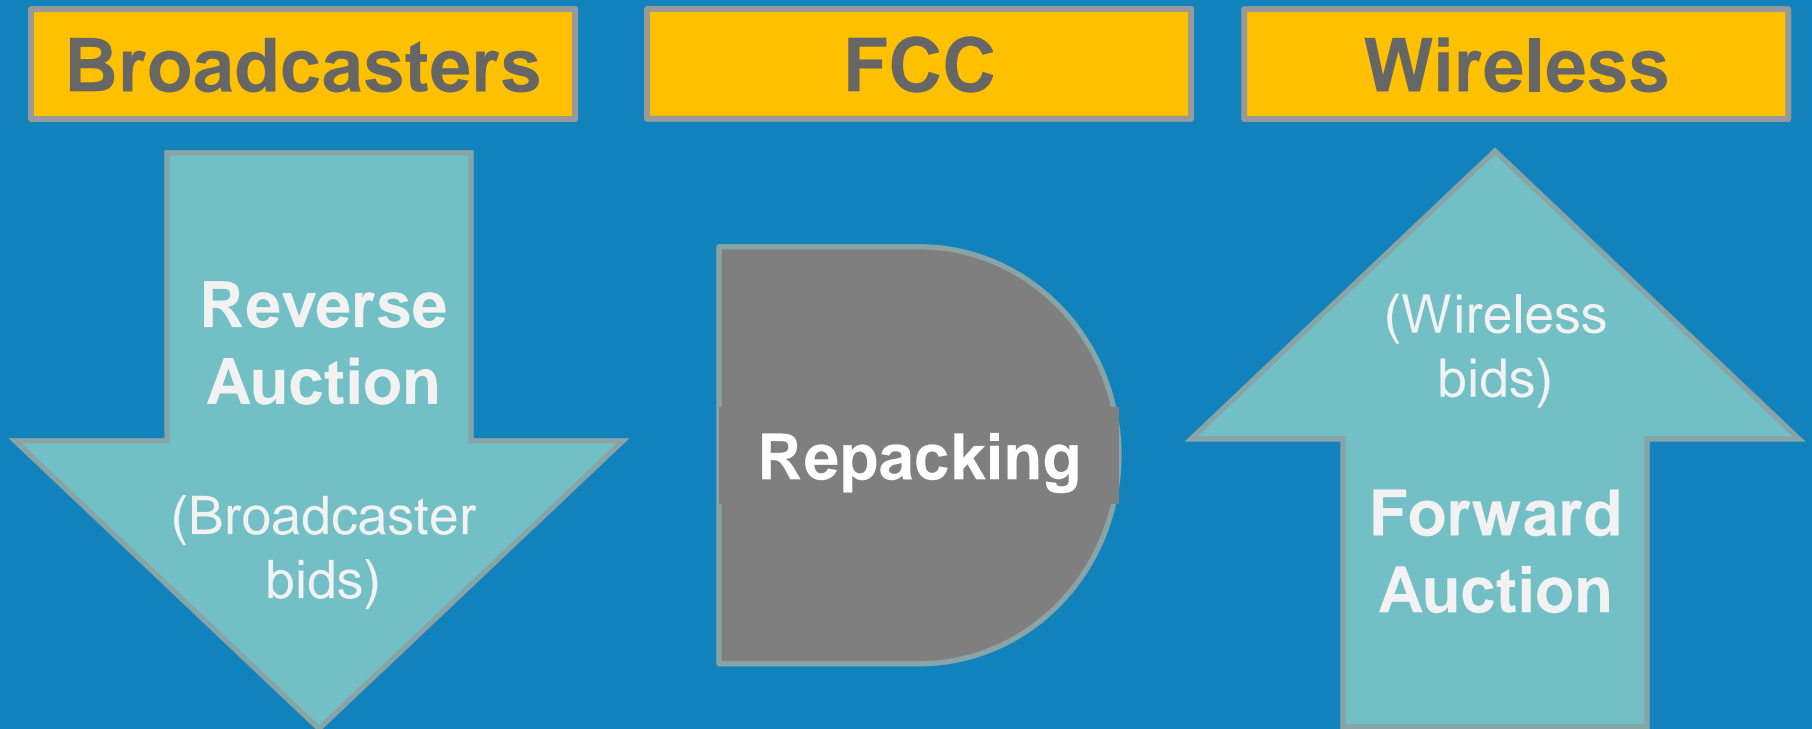 Broadcasters
FCC
Wireless
Reverse
Auction
(Broadcaster
bids)
Repacking
(Wireless
bids)
Forward
Auction